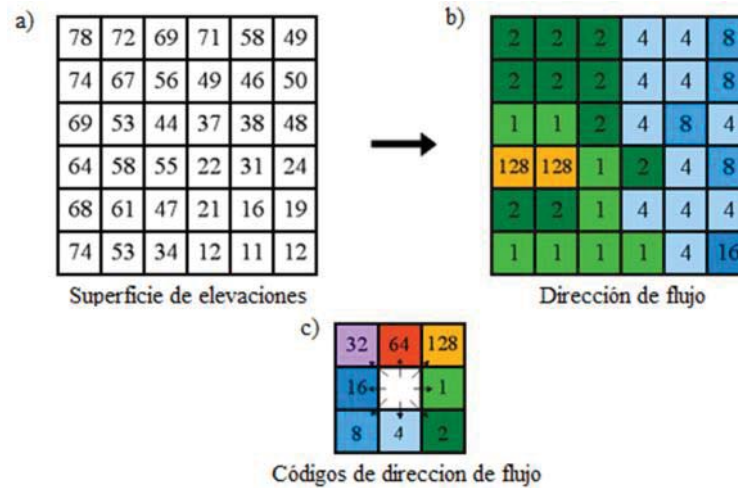 a)
78 72 69 71 58 49
74 67 56 49 46 50
69 53 44 37 38 48
64 58 55 22 31 24
68 61 47 21 16 19
74 53 34 12 11 12
Superficie de elevaciones
b)
2 2 2 4 4 8
2 2 2 4 4 8
1 1 2 4 8 4
128 128 1 2 4 8
2 2 1 4 4 4
1 1 1 1 4 16
Dirección de flujo
c)
32 64 128
16 1
8 4 2
Códigos de direccion de flujo